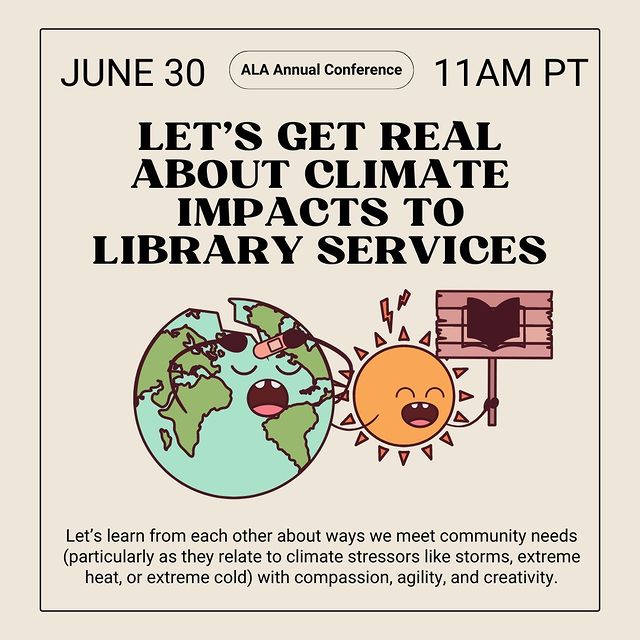 JUNE 30
ALA Annual Conference
11AM PT
LET’S GET REAL
ABOUT CLIMATE
IMPACTS TO
LIBRARY SERVICES
Let’s learn from each other about ways we meet community needs
(particularly as they relate to climate stressors like storms, extreme
heat, or extreme cold) with compassion, agility, and creativity.